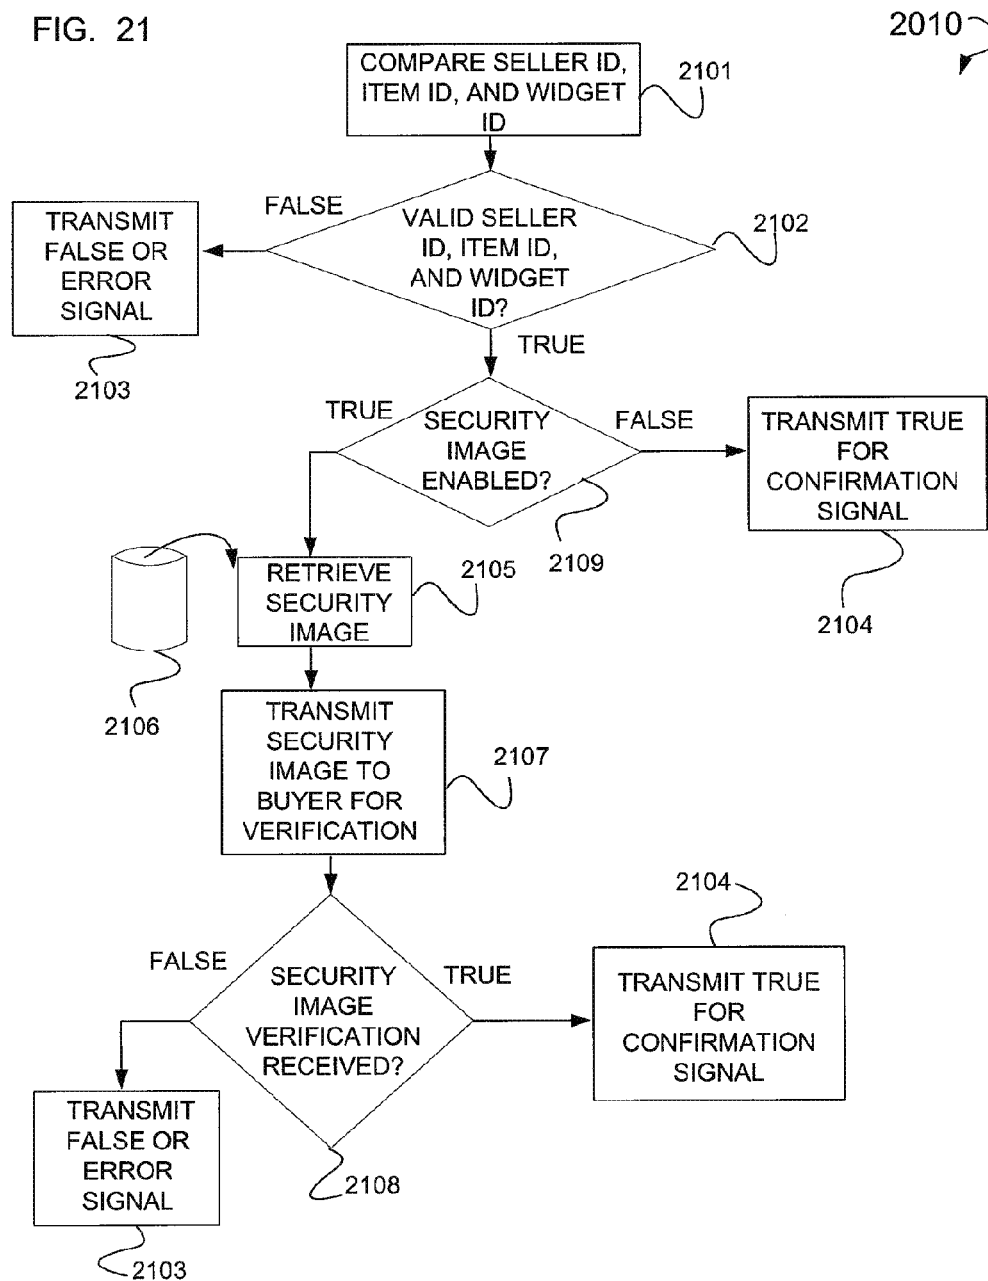 FIG. 21
2010
COMPARE SELLER ID,
ITEM ID, AND WIDGET
ID
2101
FALSE
VALID SELLER
ID, ITEM ID,
AND WIDGET
ID?
2102
TRANSMIT
FALSE OR
ERROR
SIGNAL
2103
TRUE
TRUE
SECURITY
IMAGE
ENABLED?
FALSE
2109
TRANSMIT TRUE
FOR
CONFIRMATION
SIGNAL
2104
RETRIEVE
SECURITY
IMAGE
2105
2106
TRANSMIT
SECURITY
IMAGE TO
BUYER FOR
VERIFICATION
2107
FALSE
SECURITY
IMAGE
VERIFICATION
RECEIVED?
TRUE
2108
2104
TRANSMIT TRUE
FOR
CONFIRMATION
SIGNAL
TRANSMIT
FALSE OR
ERROR
SIGNAL
2103